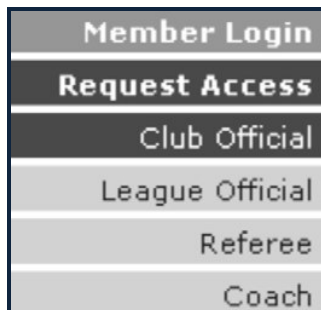 Member Login
Request Access
Club Official
League Official
Referee
Coach